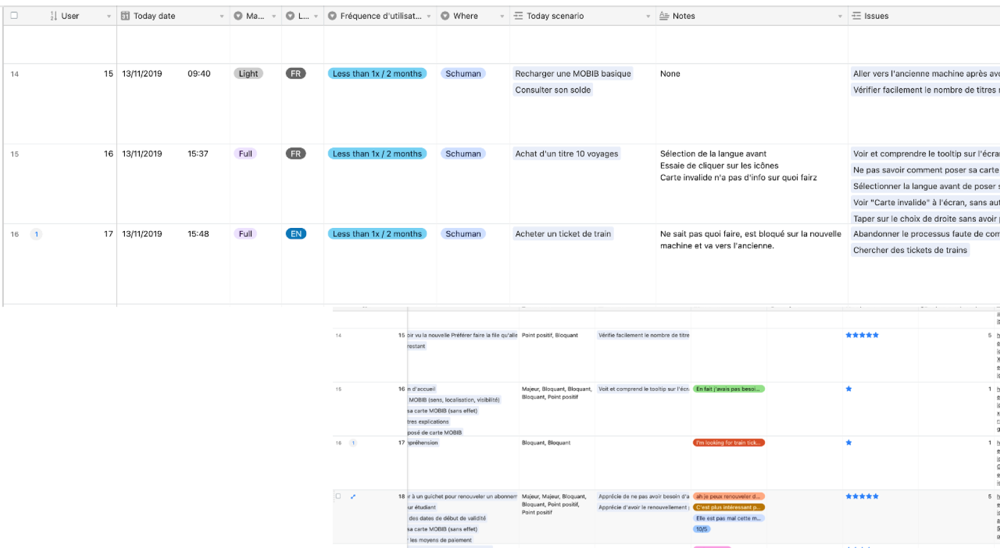 User Today date Ma... L... Fréquence d'utilisat... Where Today scenario Notes Issues
14 15 13/11/2019 09:40 Light FR Less than 1x / 2 months Schuman Recharger une MOBIB basique None Aller vers l'ancienne machine après avo
Consulter son solde Vérifier facilement le nombre de titres r
15 16 13/11/2019 15:37 Full FR Less than 1x / 2 months Schuman Achat d'un titre 10 voyages Sélection de la langue avant Voir et comprendre le tooltip sur l'écran
Essaie de cliquer sur les icônes Ne pas savoir comment poser sa carte
Carte invalide n'a pas d'info sur quoi fairz Sélectionner la langue avant de poser s
Voir "Carte invalide" à l'écran, sans aut
Taper sur le choix de droite sans avoir p
16 1 17 13/11/2019 15:48 Full EN Less than 1x / 2 months Schuman Acheter un ticket de train Ne sait pas quoi faire, est bloqué sur la nouvelle Abandonner le processus faute de com
machine et va vers l'ancienne. Chercher des tickets de trains
14 15 oir vu la nouvelle Préférer faire la file qu'alle Point positif, Bloquant Vérifie facilement le nombre de titre 5
restant
15 16 n d'accueil Majeur, Bloquant, Bloquant, Voit et comprend le tooltip sur l'écra En fait j'avais pas besoi... 1
MOBIB (sens, localisation, visibilité) Bloquant, Point positif
sa carte MOBIB (sans effet)
tres explications
posé de carte MOBIB
16 1 17 mpréhension Bloquant, Bloquant I'm looking for train tick... 1
18 r à un guichet pour renouveler un abonnem Majeur, Majeur, Bloquant, Apprécie de ne pas avoir besoin d'a ah je peux renouveler d... 5
ur étudiant Bloquant, Point positif, Apprécie d'avoir le renouvellement C'est plus intéressant p...
des dates de début de validité Point positif Elle est pas mal cette m...
sa carte MOBIB (sans effet) 10/5
r les moyens de paiement